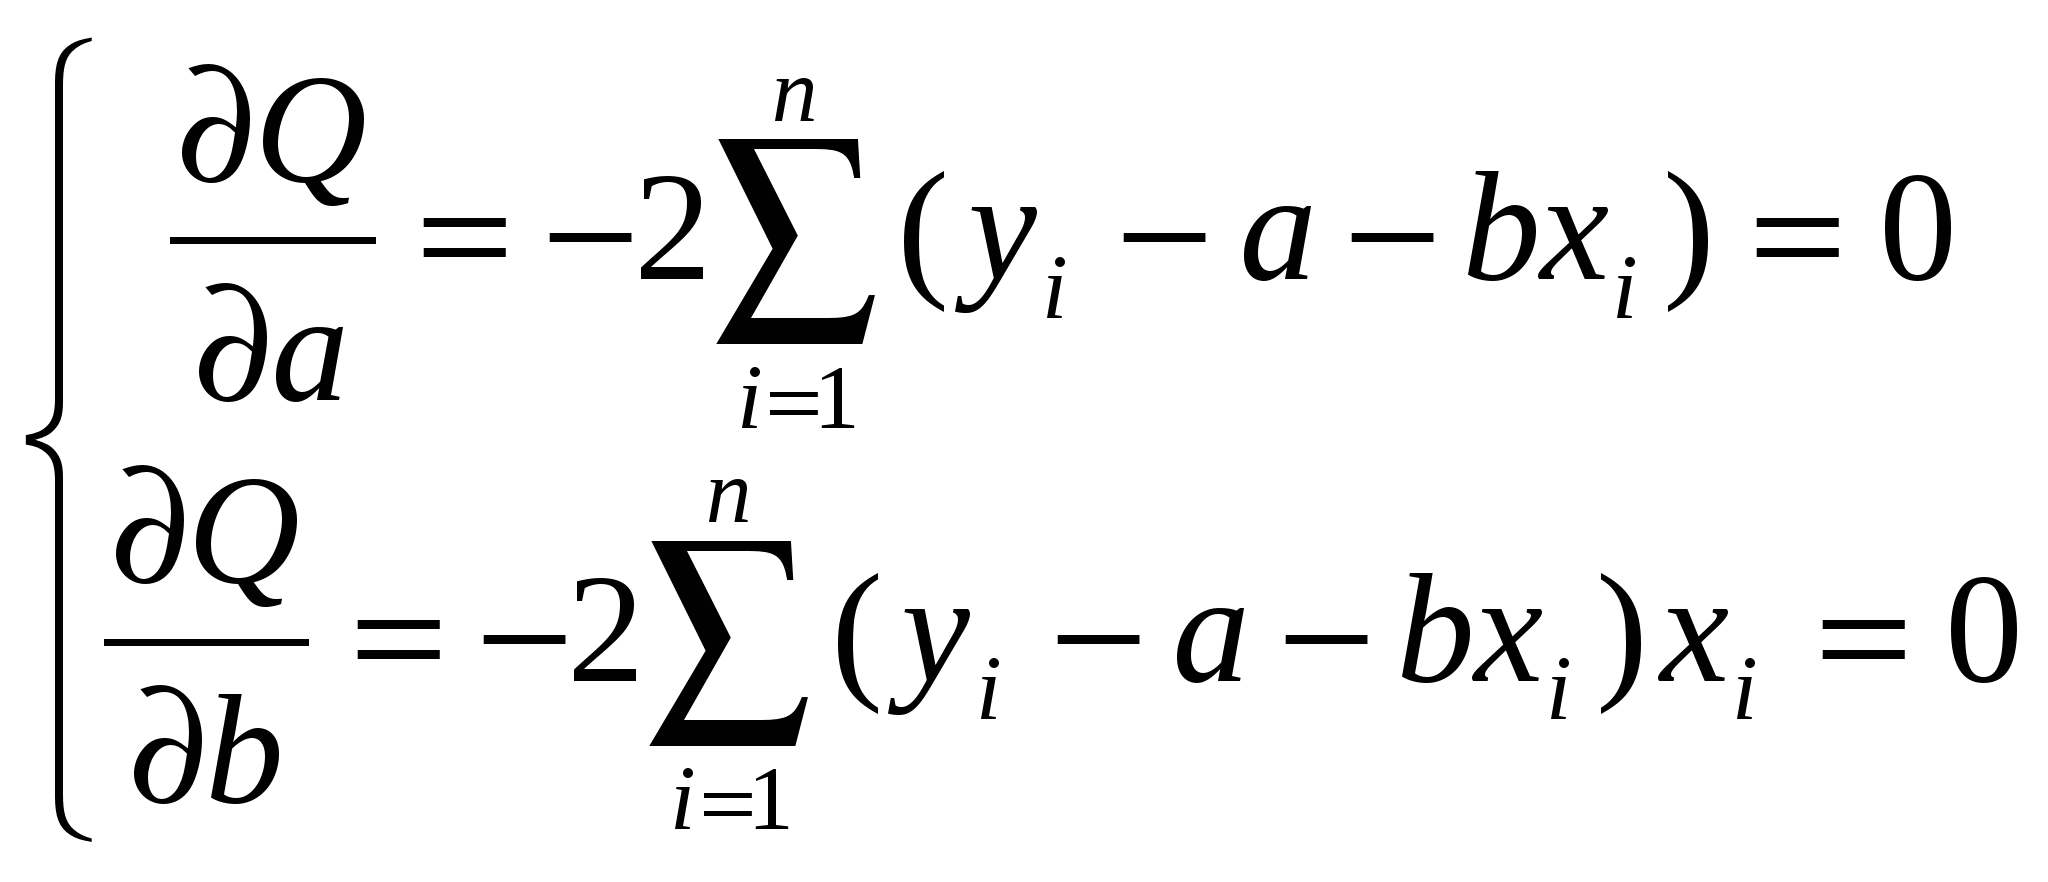 ∂Q/∂a = −2 ∑_{i=1}^{n} (y_i − a − bx_i) = 0
∂Q/∂b = −2 ∑_{i=1}^{n} (y_i − a − bx_i)x_i = 0